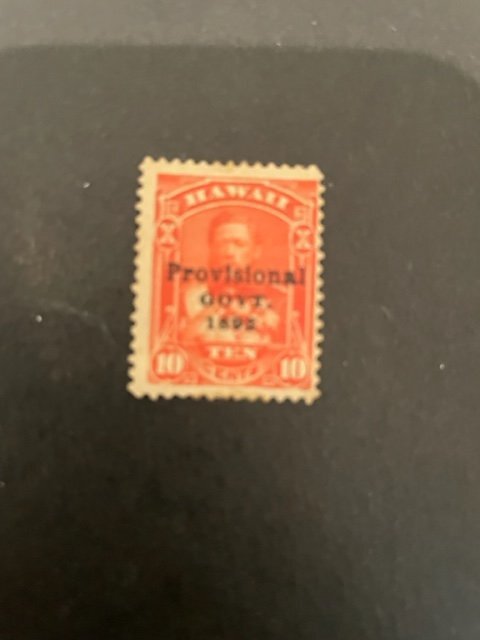 HAWAII
Provisional
GOVT.
1893
TEN
10 10